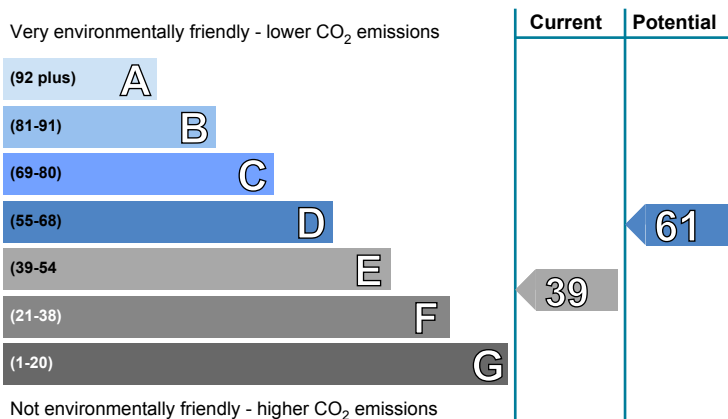 Current Potential
Very environmentally friendly - lower CO2 emissions
(92 plus) A
(81-91) B
(69-80) C
(55-68) D
61
(39-54 E
39
(21-38) F
(1-20) G
Not environmentally friendly - higher CO2 emissions